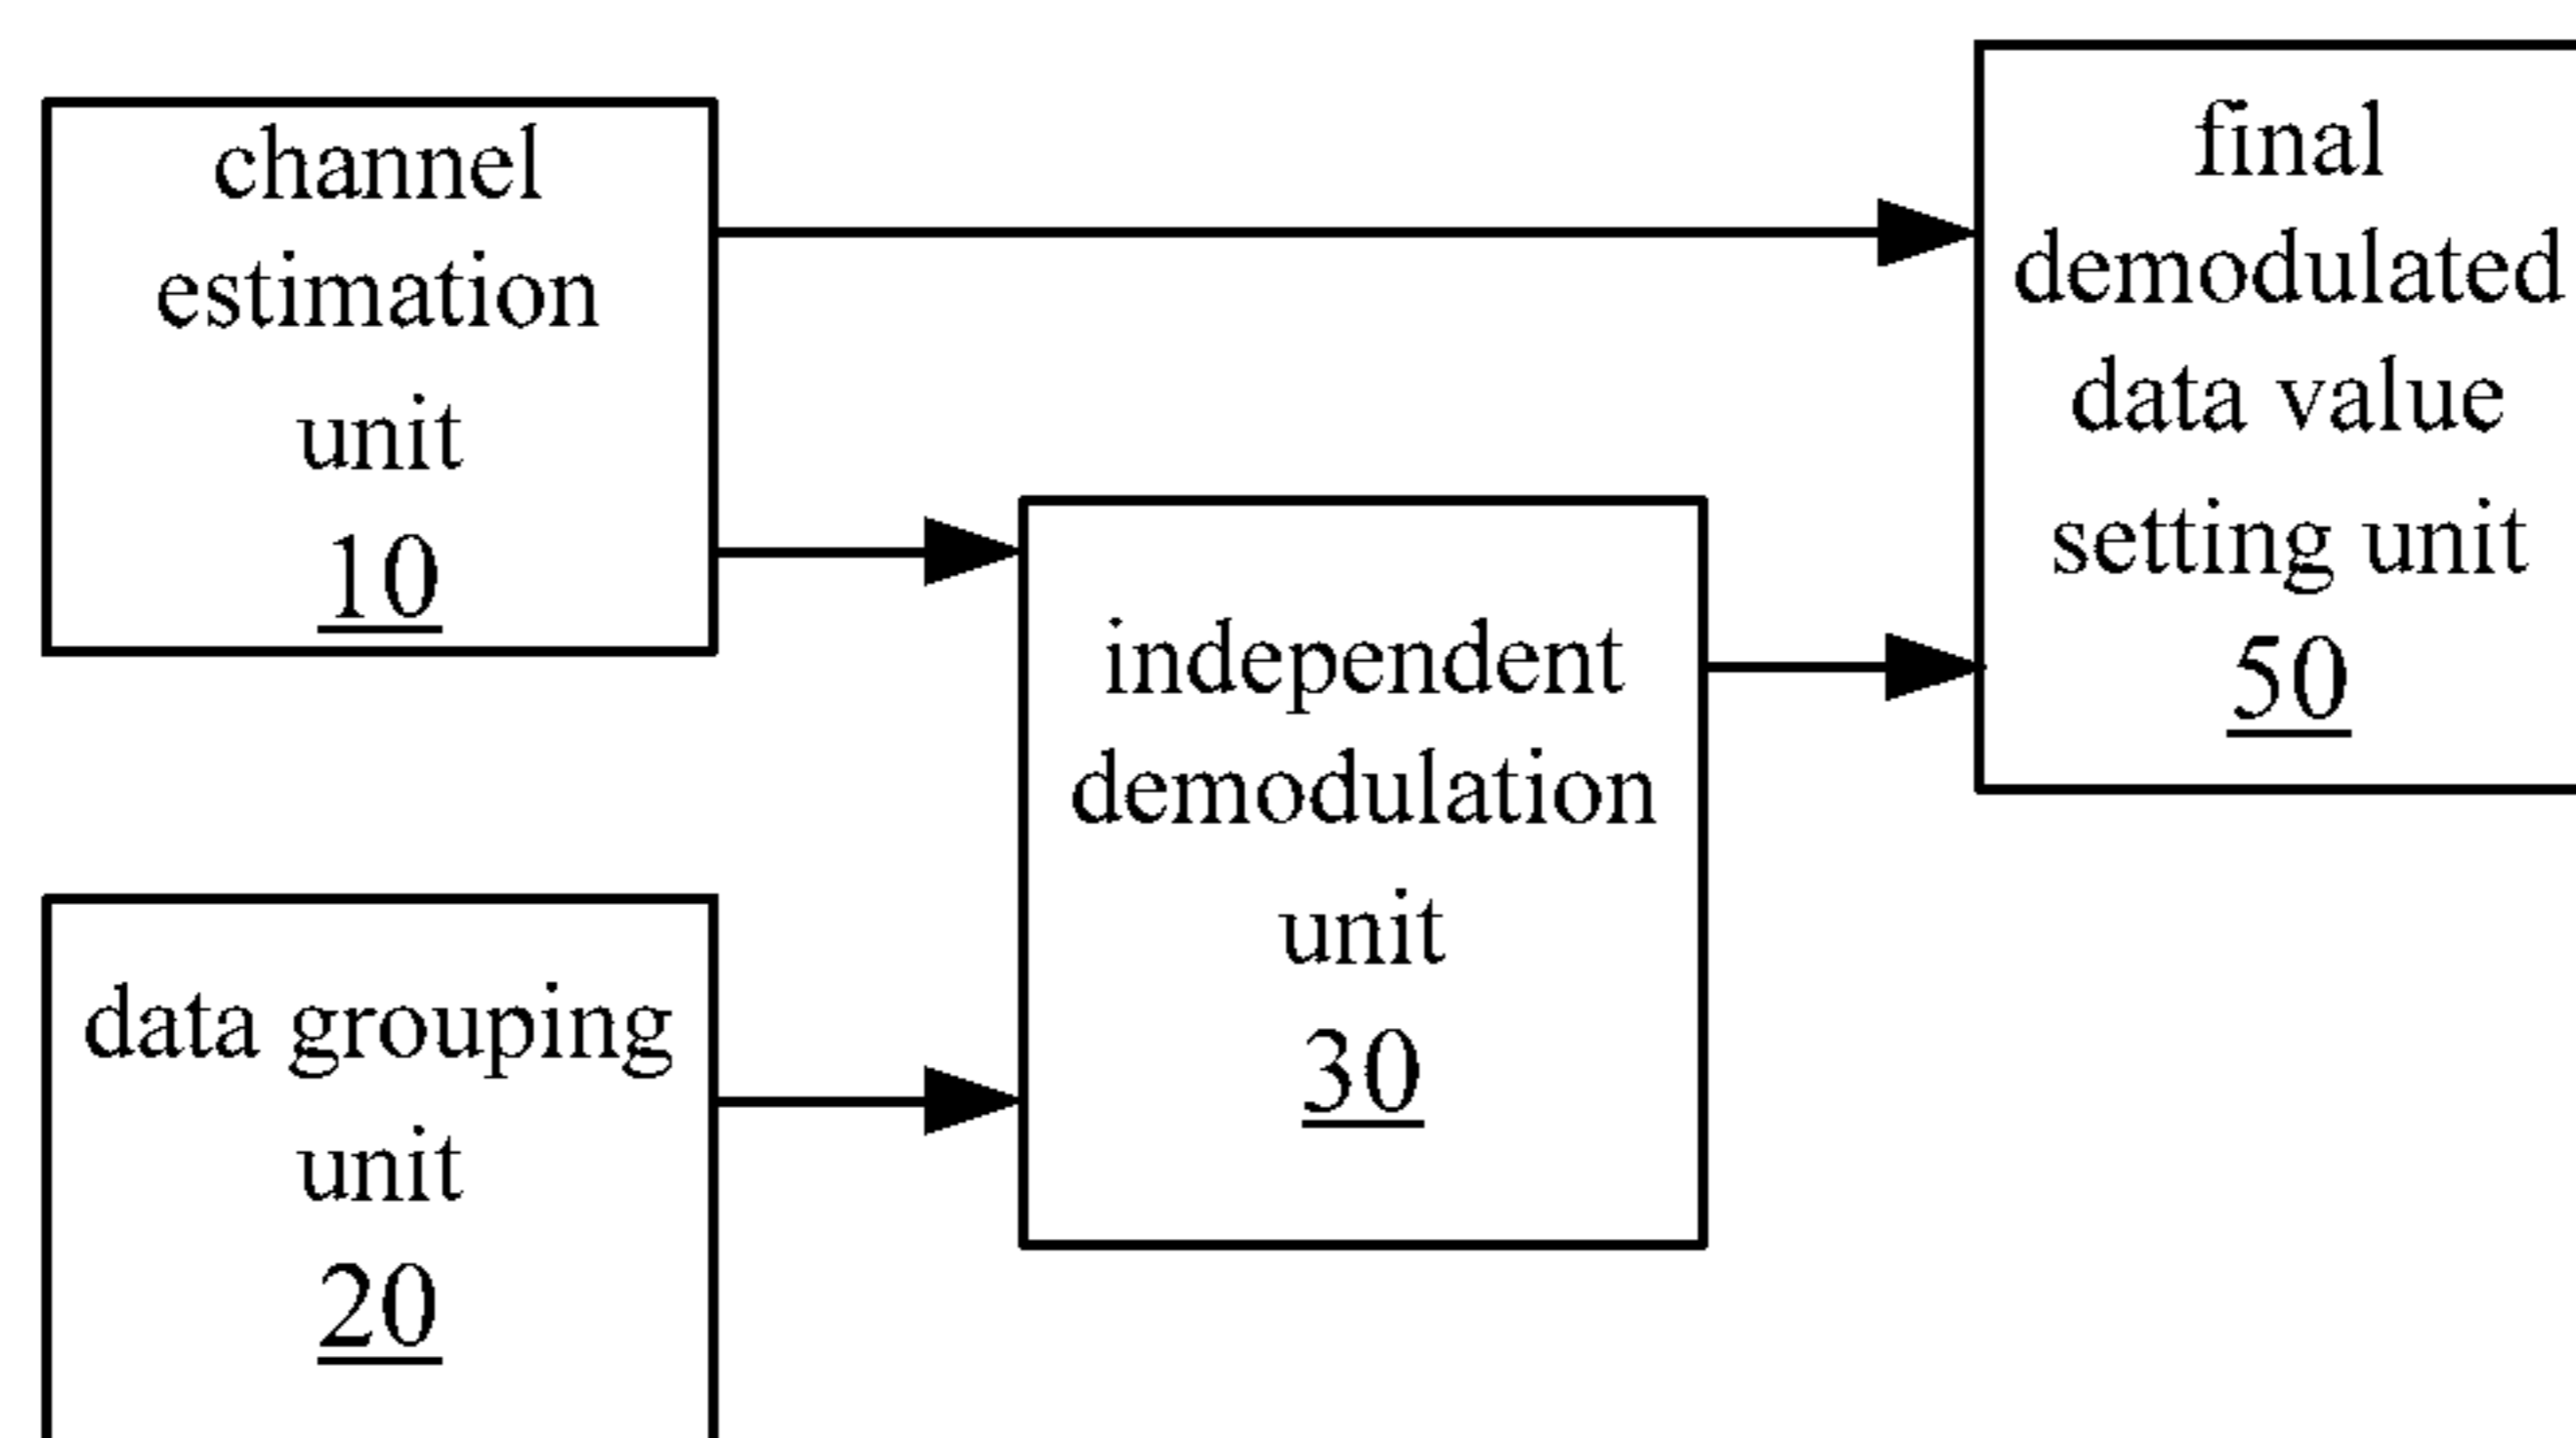 channel
estimation
unit
10
final
demodulated
data value
setting unit
50
independent
demodulation
unit
30
data grouping
unit
20